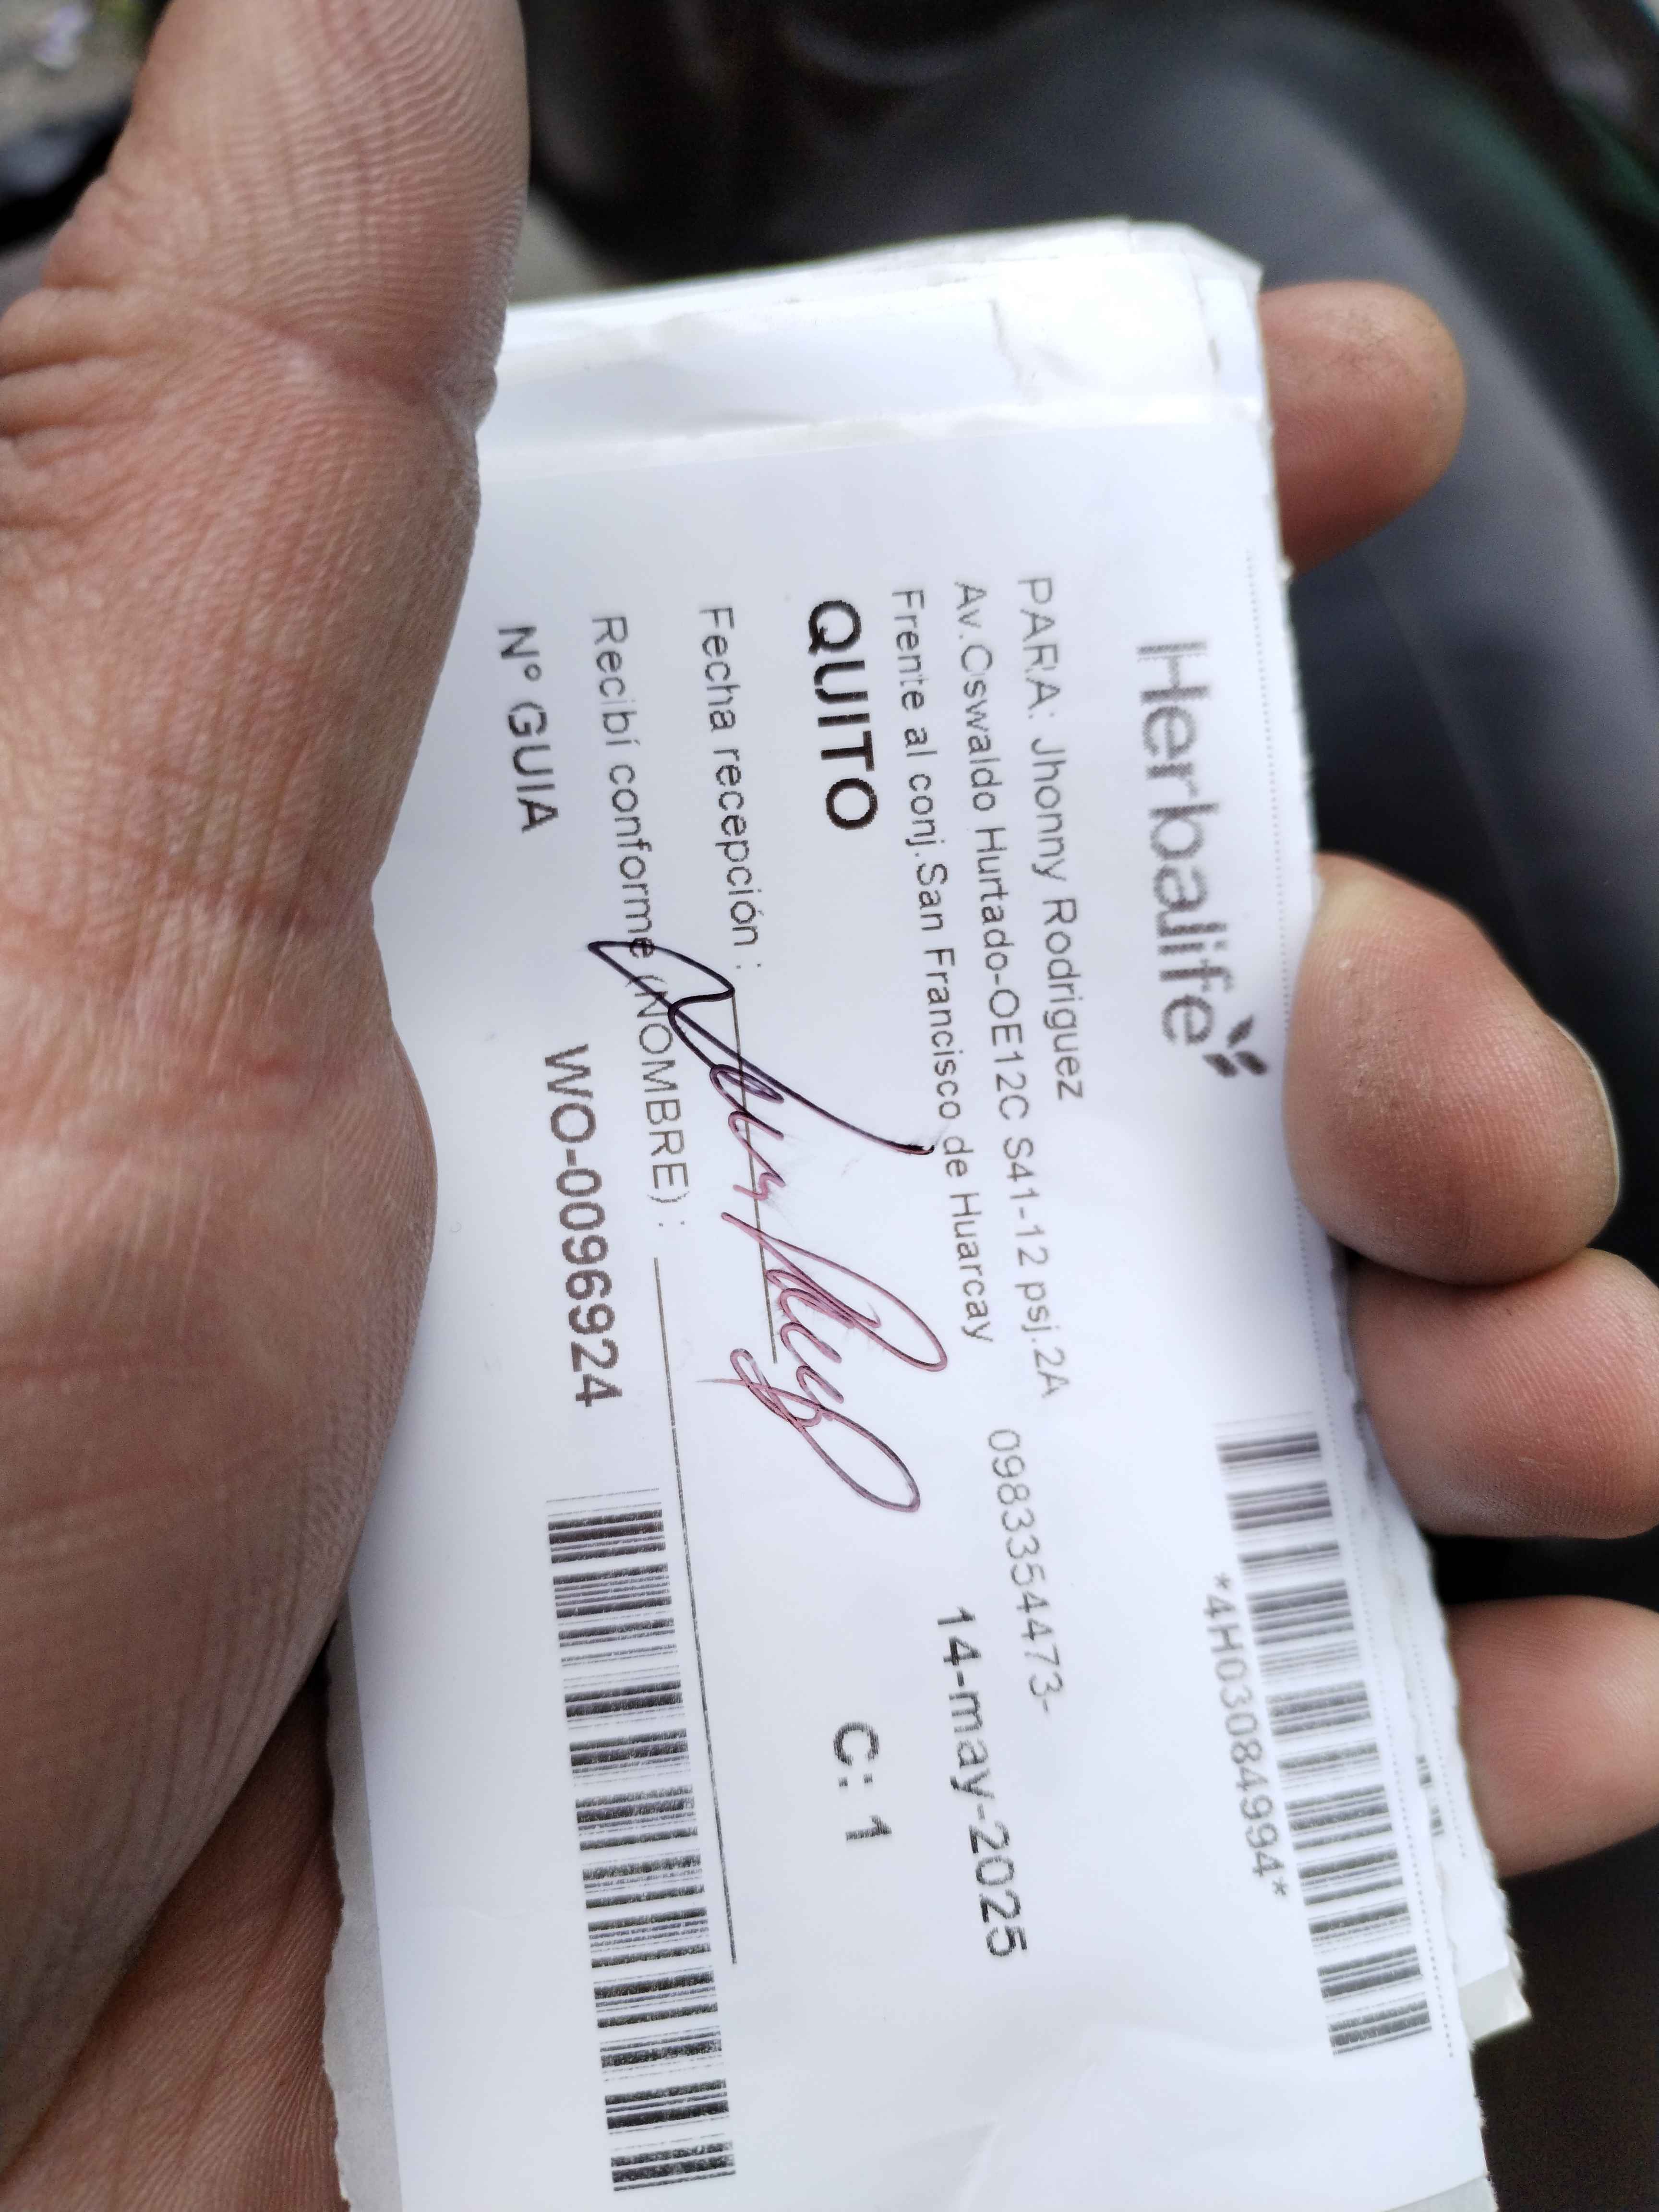 Herbalife
*4H03084994*
PARA: Jhonny Rodriguez
Av.Oswaldo Hurtado-OE12C S41-12 psj.2A 0983354473-
Frente al conj.San Francisco de Huarcay 14-may-2025
QUITO C: 1
Fecha recepción :
Recibí conforme (NOMBRE) :
N° GUIA WO-0096924